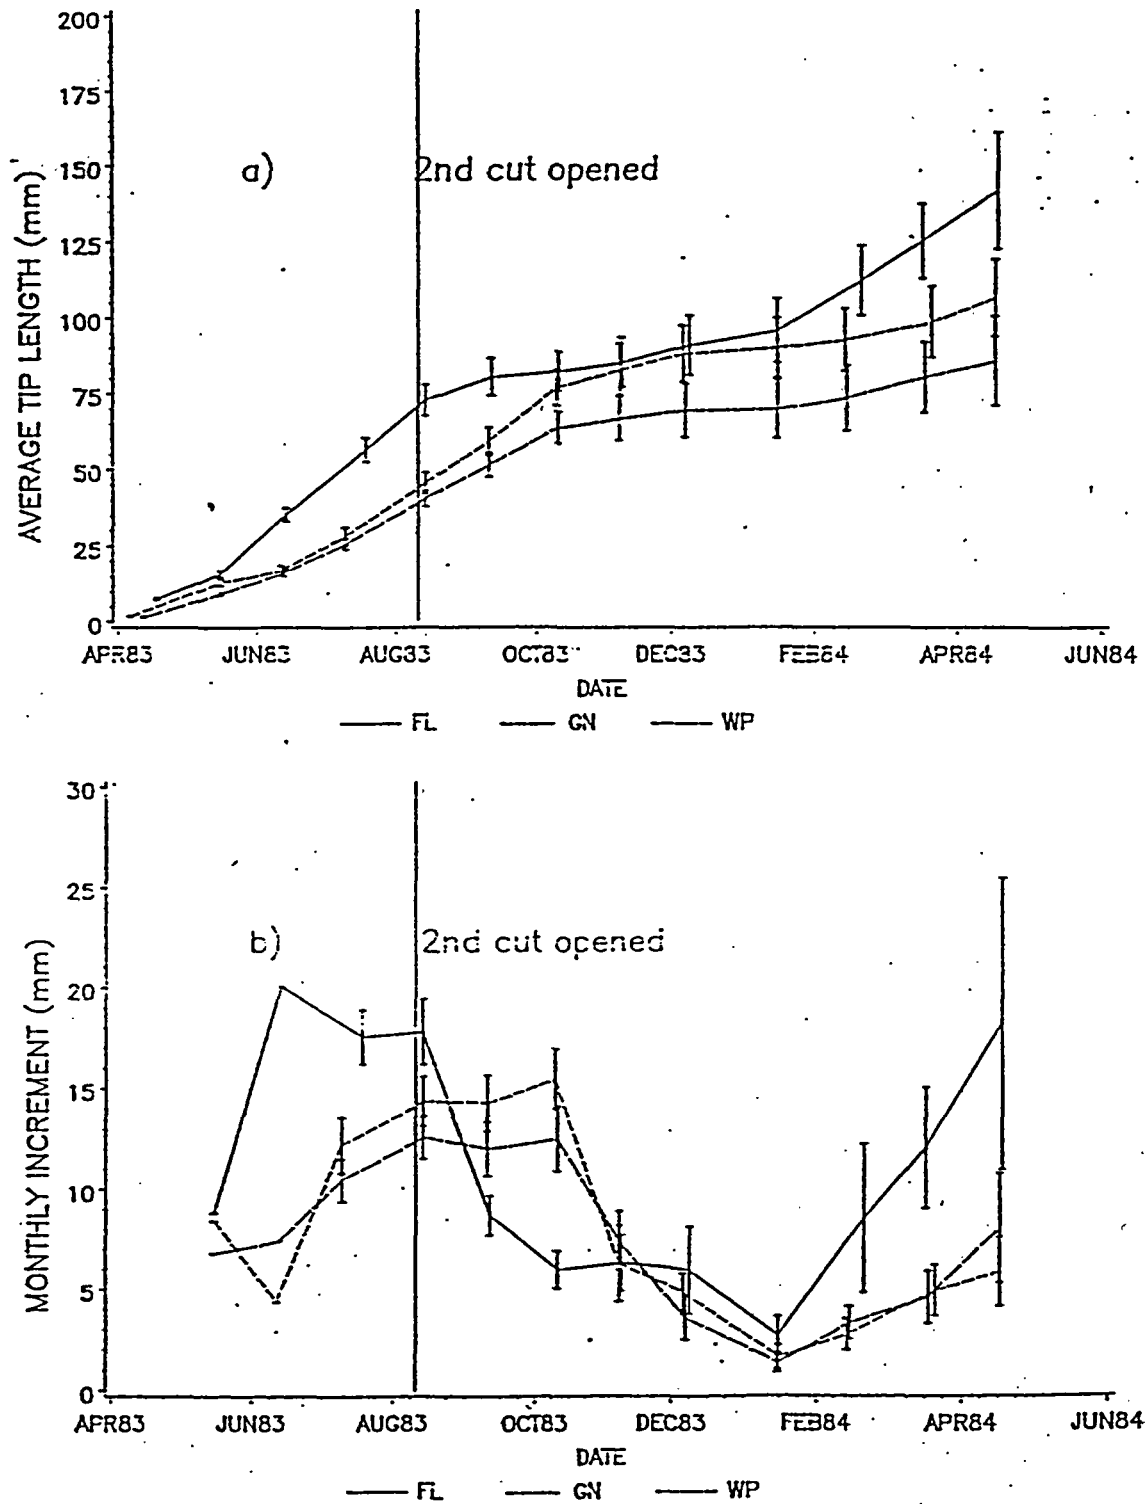 200
175
150
125
100
75
50
25
0
AVERAGE TIP LENGTH (mm)
a)
2nd cut opened
APR83 JUN83 AUG83 OCT83 DEC83 FEB84 APR84 JUN84
DATE
FL GN WP
30
25
20
15
10
5
0
MONTHLY INCREMENT (mm)
b)
2nd cut opened
APR83 JUN83 AUG83 OCT83 DEC83 FEB84 APR84 JUN84
DATE
FL GN WP